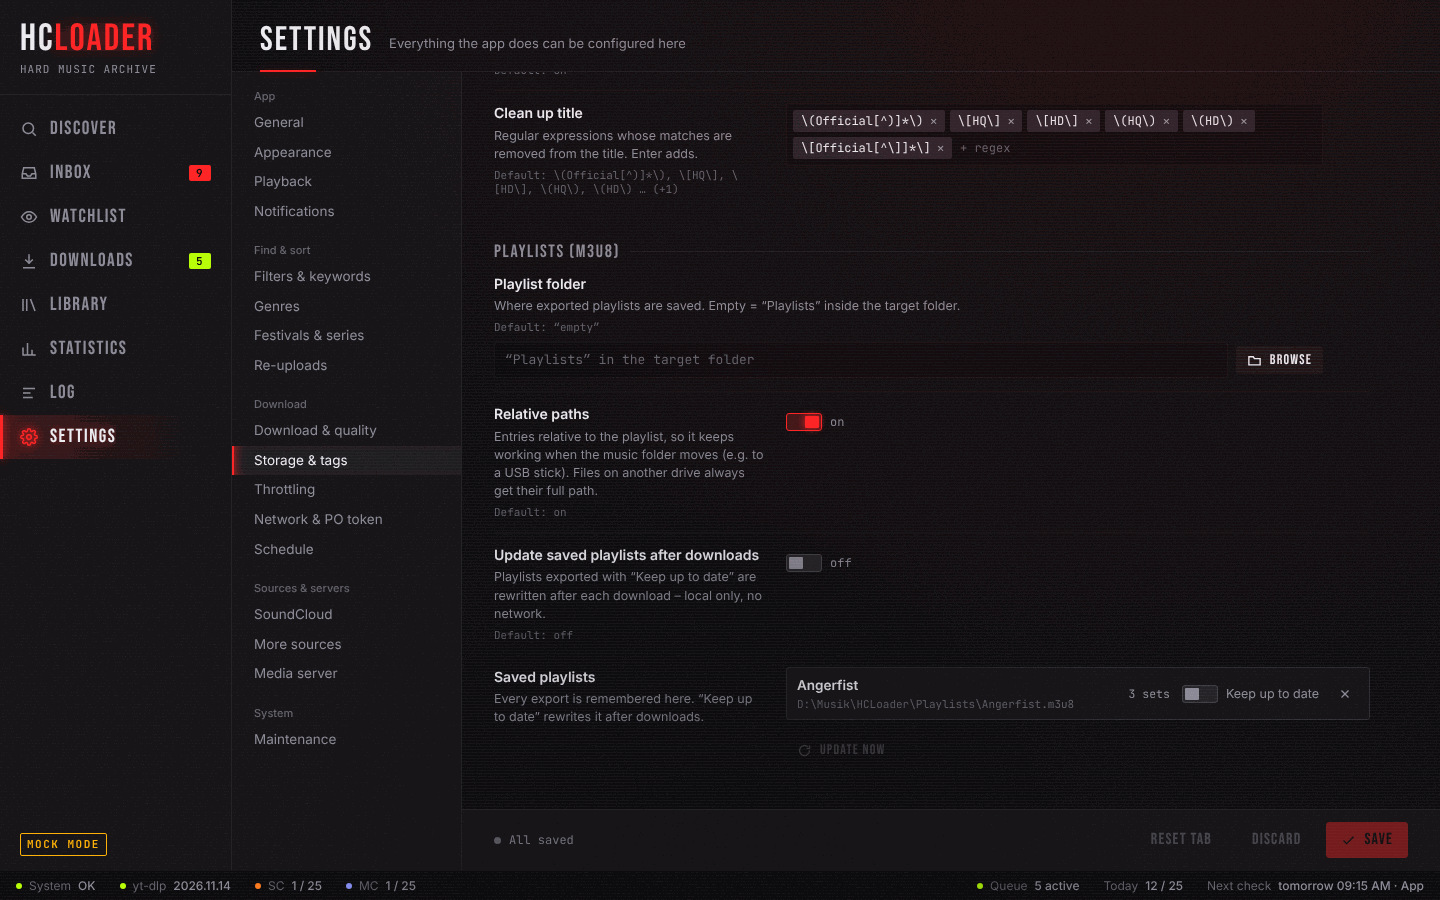 HCLOADER
HARD MUSIC ARCHIVE
DISCOVER
INBOX 9
WATCHLIST
DOWNLOADS 5
LIBRARY
STATISTICS
LOG
SETTINGS
MOCK MODE
SETTINGS Everything the app does can be configured here
App
General
Appearance
Playback
Notifications
Find & sort
Filters & keywords
Genres
Festivals & series
Re-uploads
Download
Download & quality
Storage & tags
Throttling
Network & PO token
Schedule
Sources & servers
SoundCloud
More sources
Media server
System
Maintenance
Clean up title
Regular expressions whose matches are
removed from the title. Enter adds.
Default: \(Official[^)]*\), \[HQ\], \
[HD\], \(HQ\), \(HD\) … (+1)
\(Official[^)]*\) × \[HQ\] × \[HD\] × \(HQ\) × \(HD\) ×
\[Official[^\]]*\] × + regex
PLAYLISTS (M3U8)
Playlist folder
Where exported playlists are saved. Empty = “Playlists” inside the target folder.
Default: “empty”
“Playlists” in the target folder
BROWSE
Relative paths
on
Entries relative to the playlist, so it keeps
working when the music folder moves (e.g. to
a USB stick). Files on another drive always
get their full path.
Default: on
Update saved playlists after downloads
off
Playlists exported with “Keep up to date” are
rewritten after each download – local only, no
network.
Default: off
Saved playlists
Every export is remembered here. “Keep up
to date” rewrites it after downloads.
Angerfist
D:\Musik\HCLoader\Playlists\Angerfist.m3u8
3 sets Keep up to date ×
UPDATE NOW
All saved
RESET TAB DISCARD SAVE
System OK yt-dlp 2026.11.14 SC 1 / 25 MC 1 / 25 Queue 5 active Today 12 / 25 Next check tomorrow 09:15 AM · App